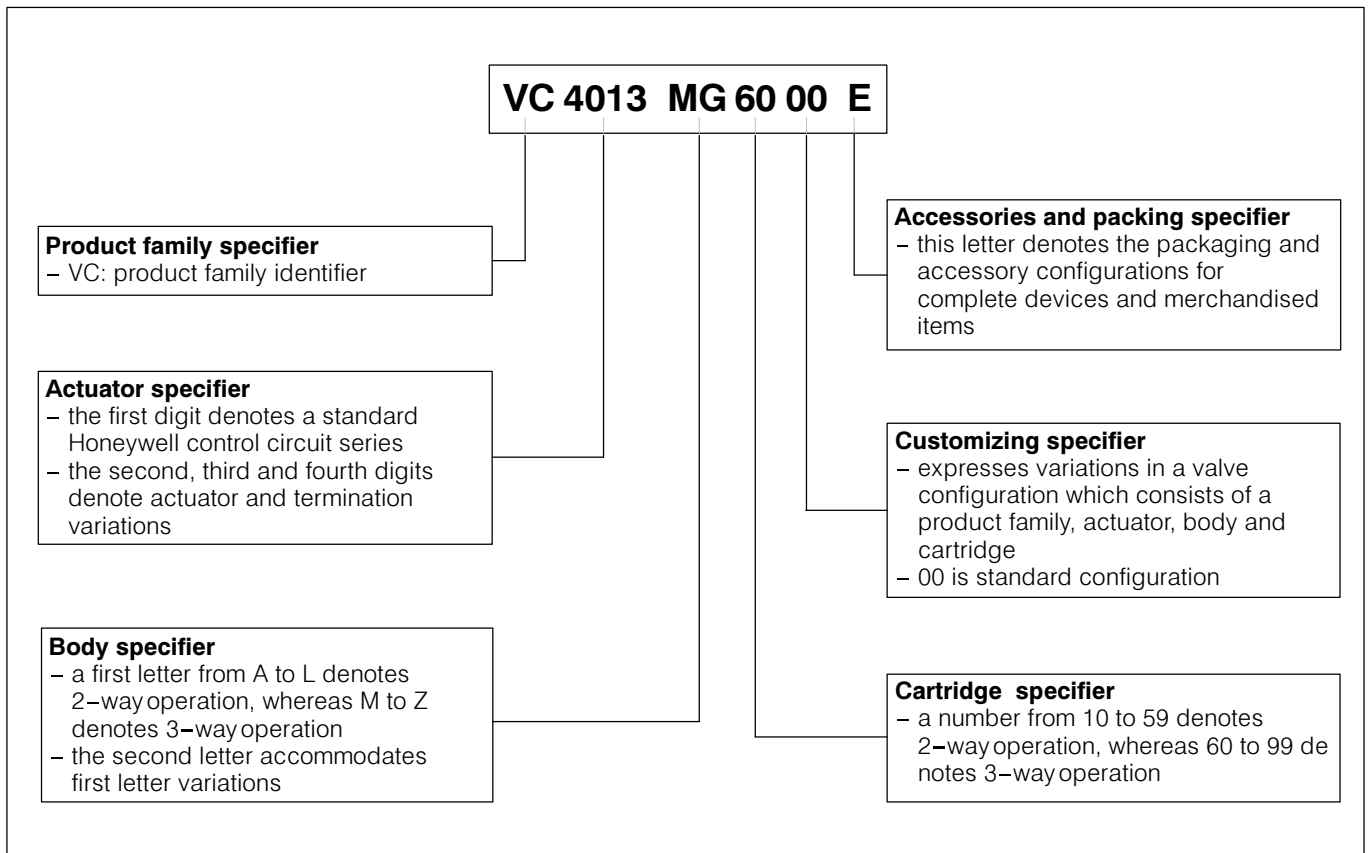 VC 4013 MG 60 00 E
Product family specifier
– VC: product family identifier
Actuator specifier
– the first digit denotes a standard
Honeywell control circuit series
– the second, third and fourth digits
denote actuator and termination
variations
Body specifier
– a first letter from A to L denotes
2–way operation, whereas M to Z
denotes 3–way operation
– the second letter accommodates
first letter variations
Accessories and packing specifier
– this letter denotes the packaging and
accessory configurations for
complete devices and merchandised
items
Customizing specifier
– expresses variations in a valve
configuration which consists of a
product family, actuator, body and
cartridge
– 00 is standard configuration
Cartridge specifier
– a number from 10 to 59 denotes
2–way operation, whereas 60 to 99 de
notes 3–way operation